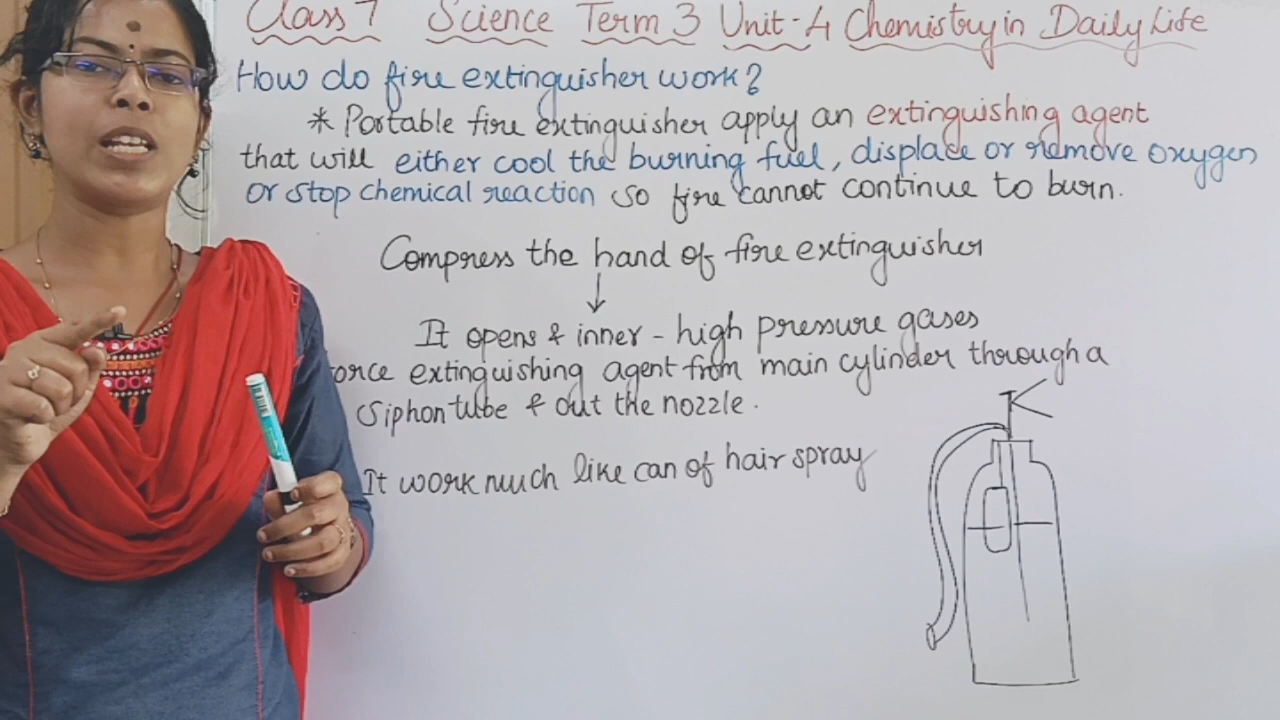 Class 7 Science Term 3 Unit-4 Chemistry in Daily Life
How do fire extinguisher work?
* Portable fire extinguisher apply an extinguishing agent
that will either cool the burning fuel, displace or remove oxygen
or stop chemical reaction so fire cannot continue to burn.
Compress the hand of fire extinguisher
It opens & inner - high pressure gases
orce extinguishing agent from main cylinder through a
Siphon tube & out the nozzle.
It work much like can of hair spray